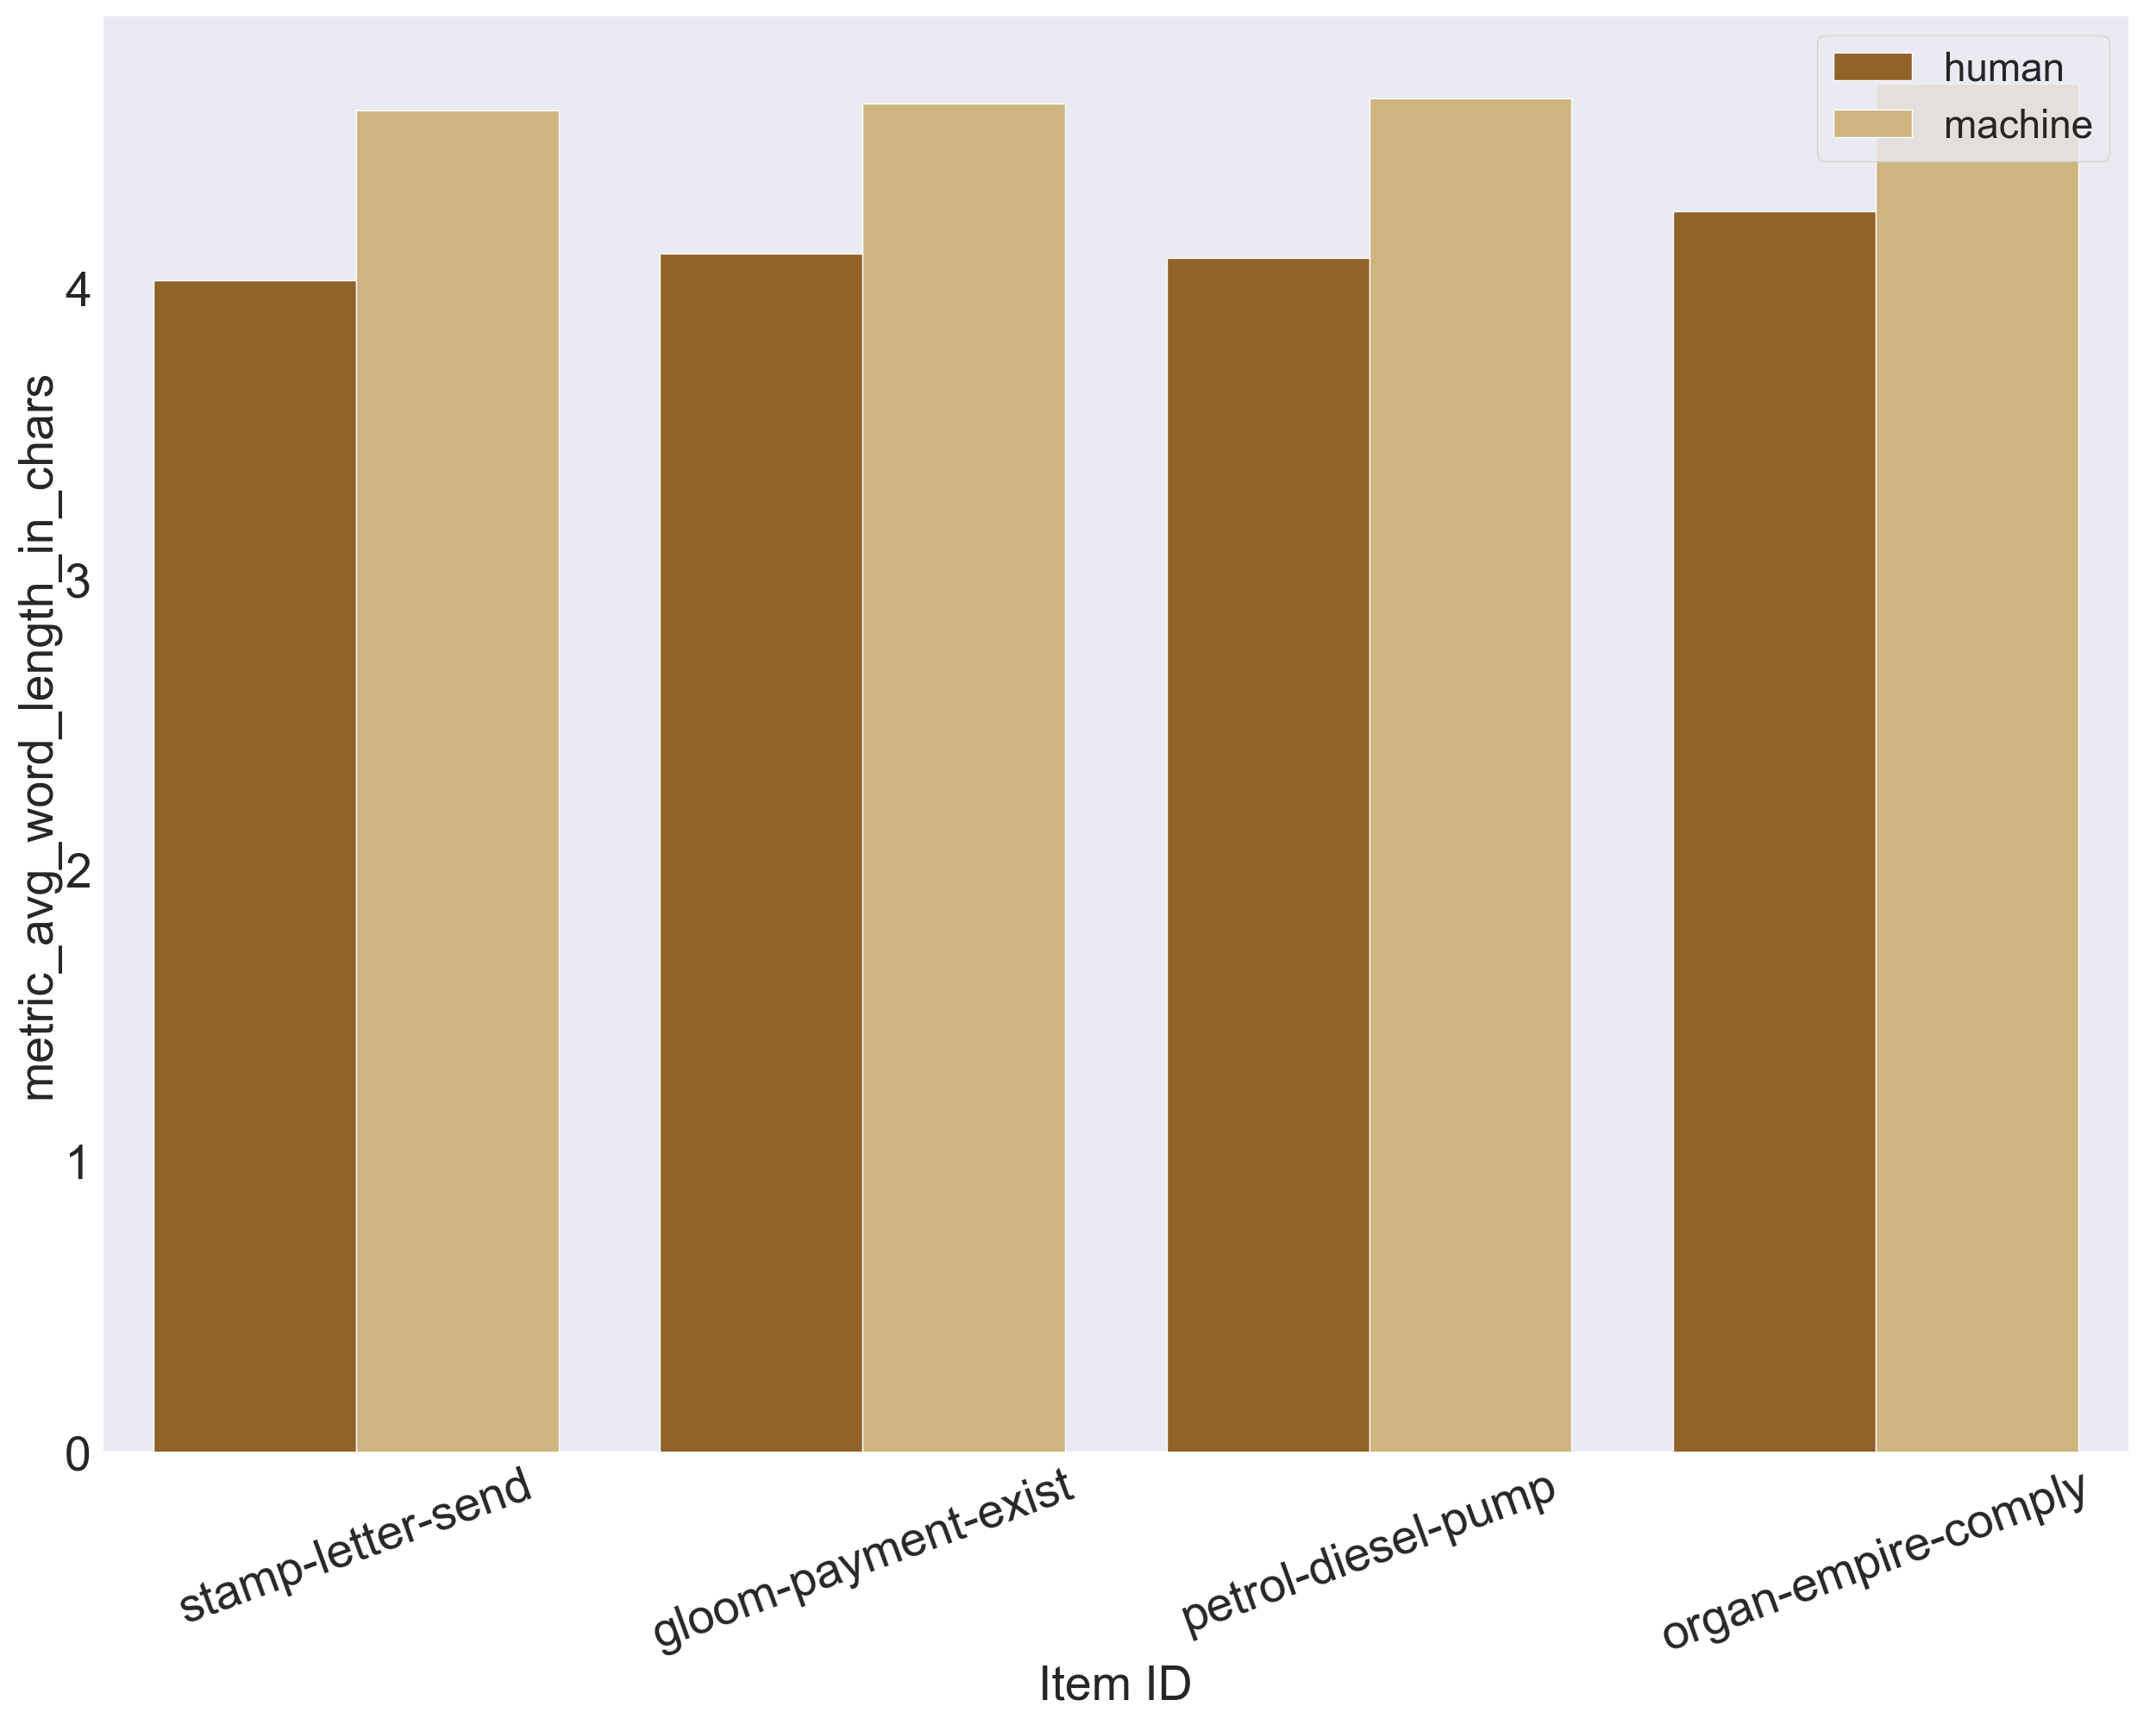 human
machine
metric_avg_word_length_in_chars
4
3
2
1
0
stamp-letter-send
gloom-payment-exist
petrol-diesel-pump
organ-empire-comply
Item ID